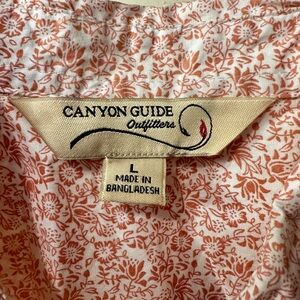 CANYON GUIDE
Outfitters
L
MADE IN
BANGLADESH